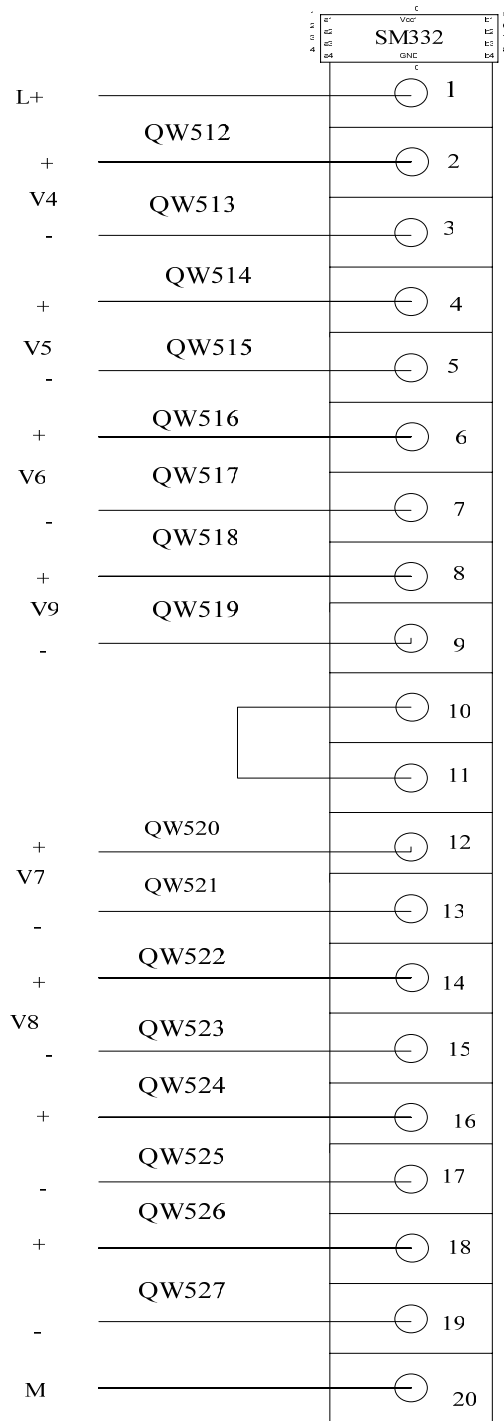 SM332
Vcc
GND
L+ 1
QW512
+ 2
V4
QW513
- 3
QW514
+ 4
V5
QW515
- 5
QW516
+ 6
V6
QW517
- 7
QW518
+ 8
V9
QW519
- 9
10
11
QW520
+ 12
V7
QW521
- 13
QW522
+ 14
V8
QW523
- 15
QW524
+ 16
QW525
- 17
QW526
+ 18
QW527
- 19
M 20